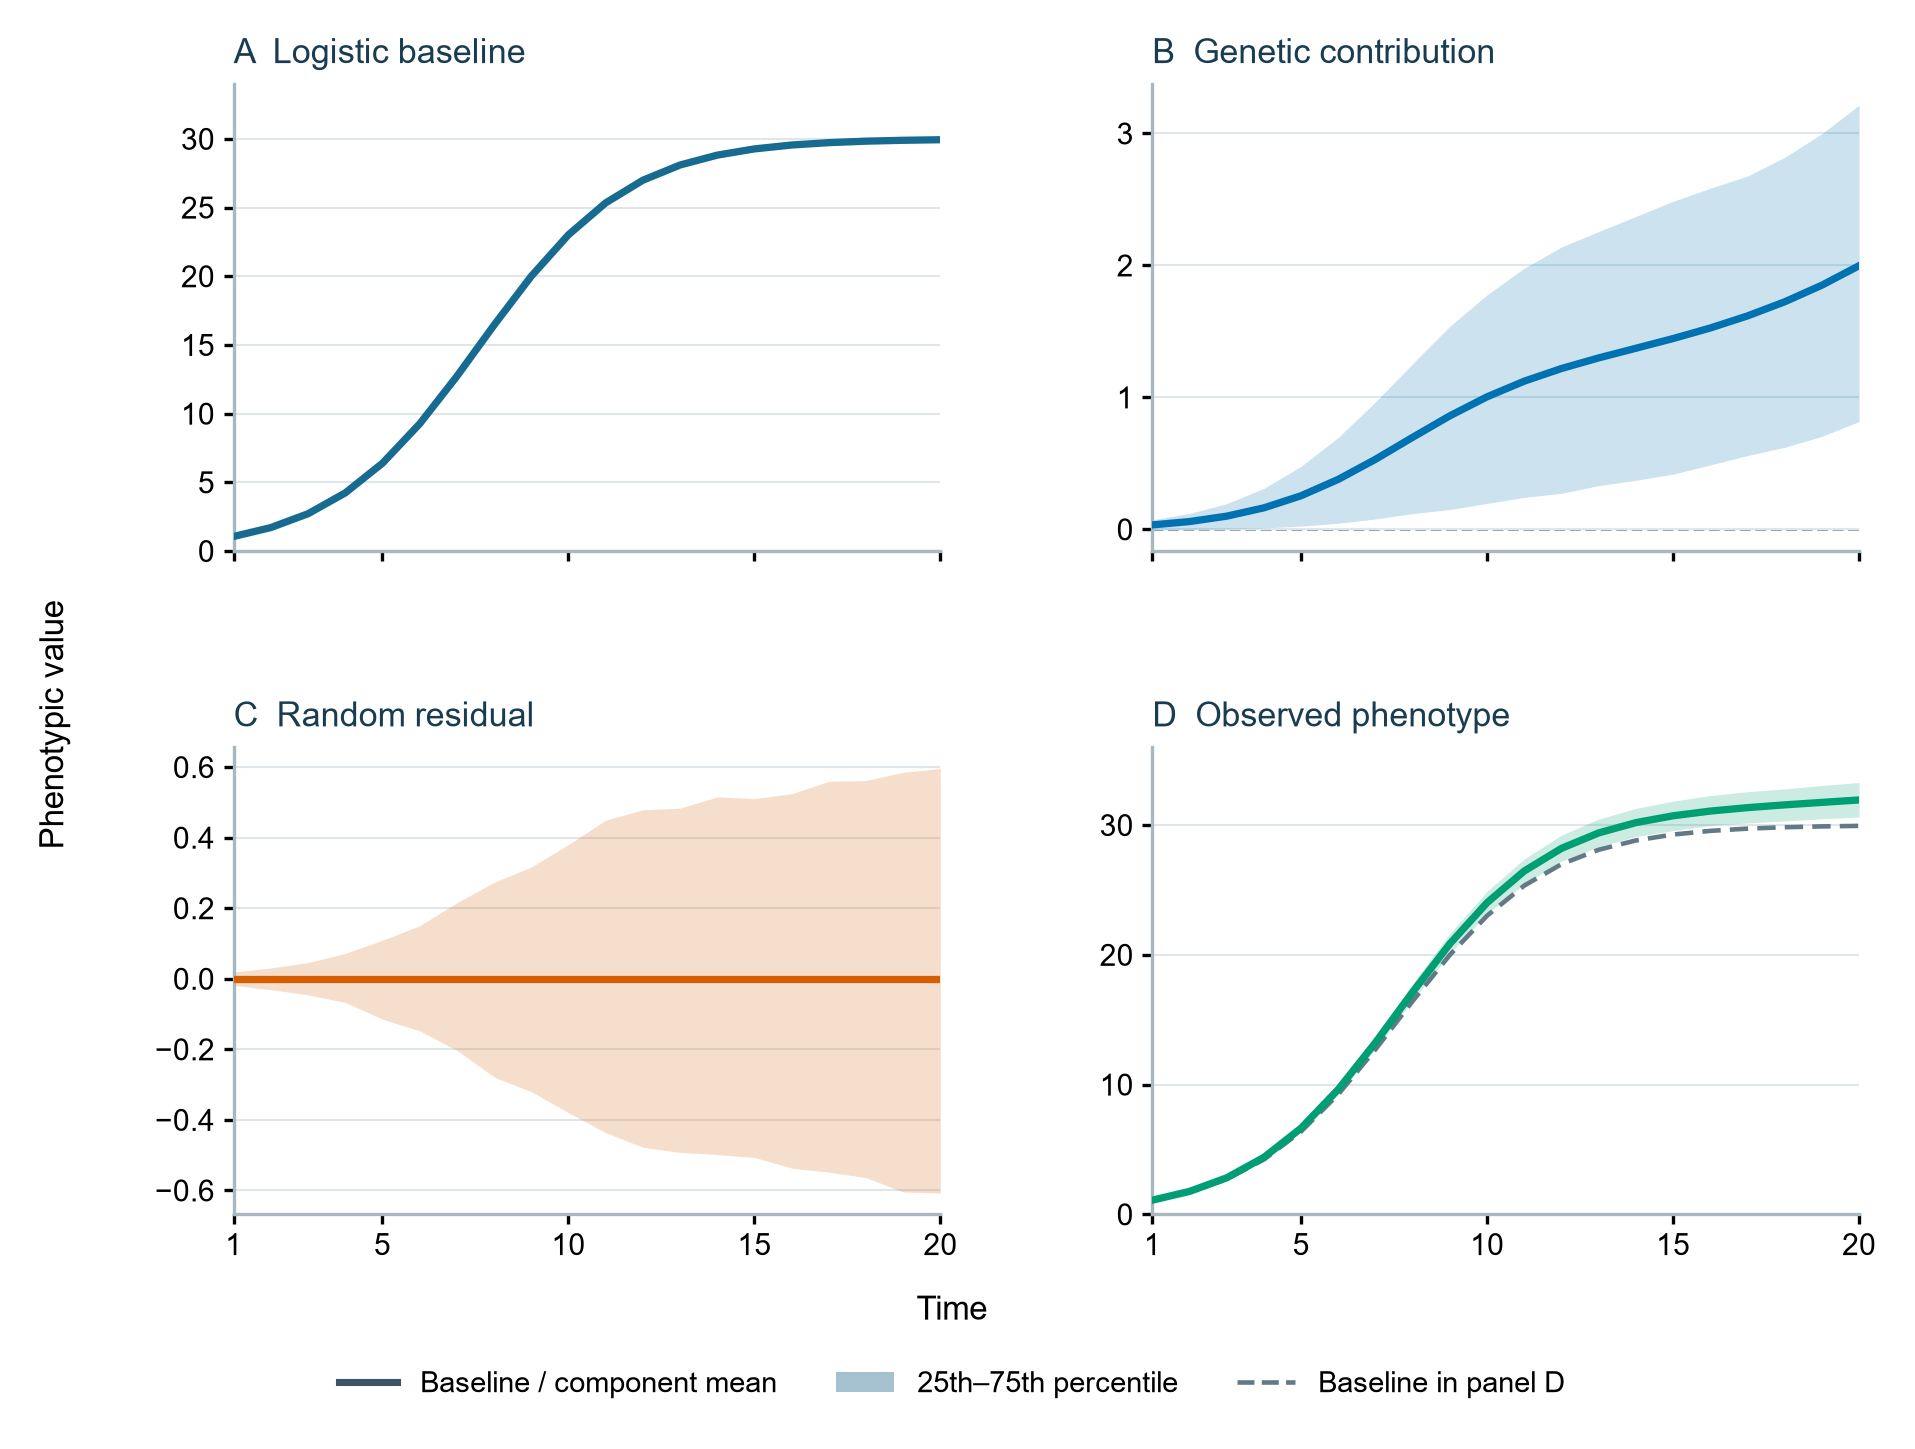 A Logistic baseline
30
25
20
15
10
5
0
B Genetic contribution
3
2
1
0
Phenotypic value
C Random residual
0.6
0.4
0.2
0.0
−0.2
−0.4
−0.6
1 5 10 15 20
D Observed phenotype
30
20
10
0
1 5 10 15 20
Time
Baseline / component mean 25th–75th percentile Baseline in panel D